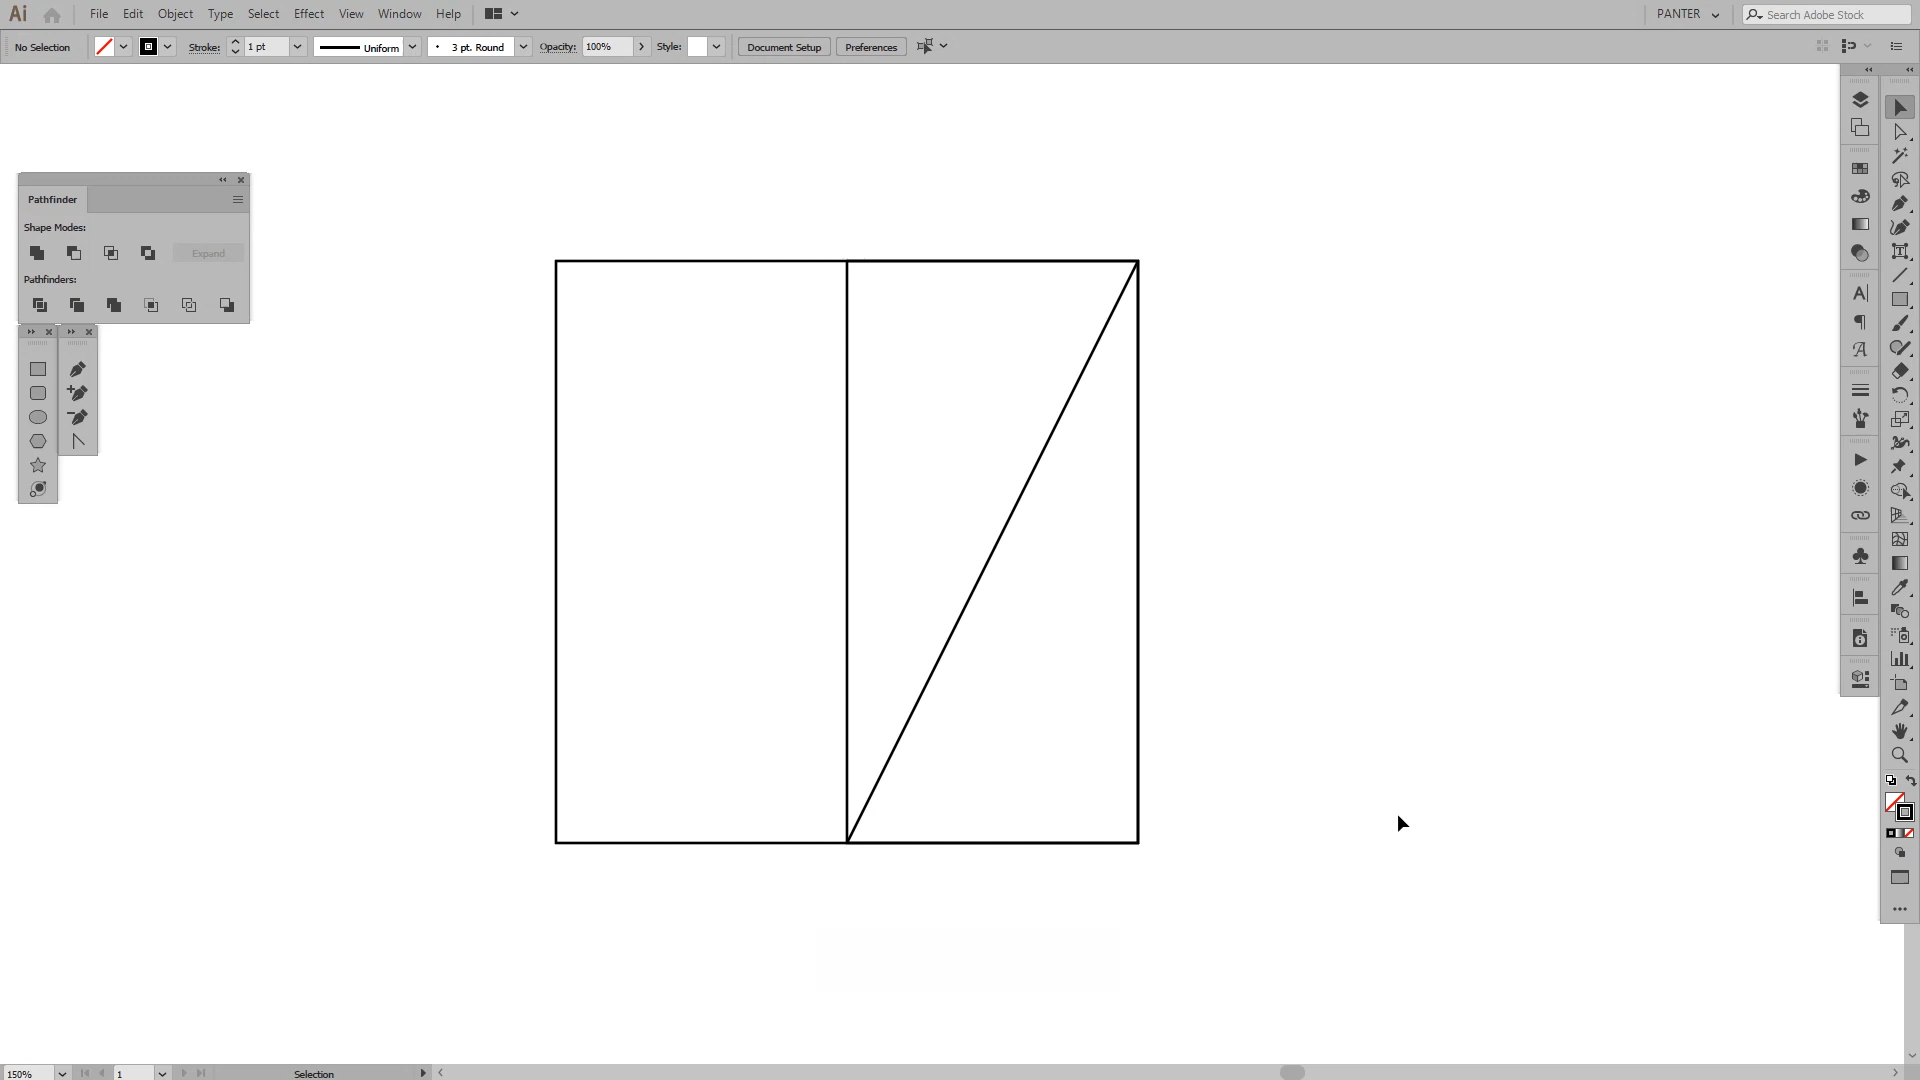 Ai File Edit Object Type Select Effect View Window Help PANTER Search Adobe Stock
No Selection Stroke: 1 pt Uniform 3 pt. Round Opacity: 100% Style: Document Setup Preferences
Pathfinder
Shape Modes:
Expand
Pathfinders:
150% 1 Selection